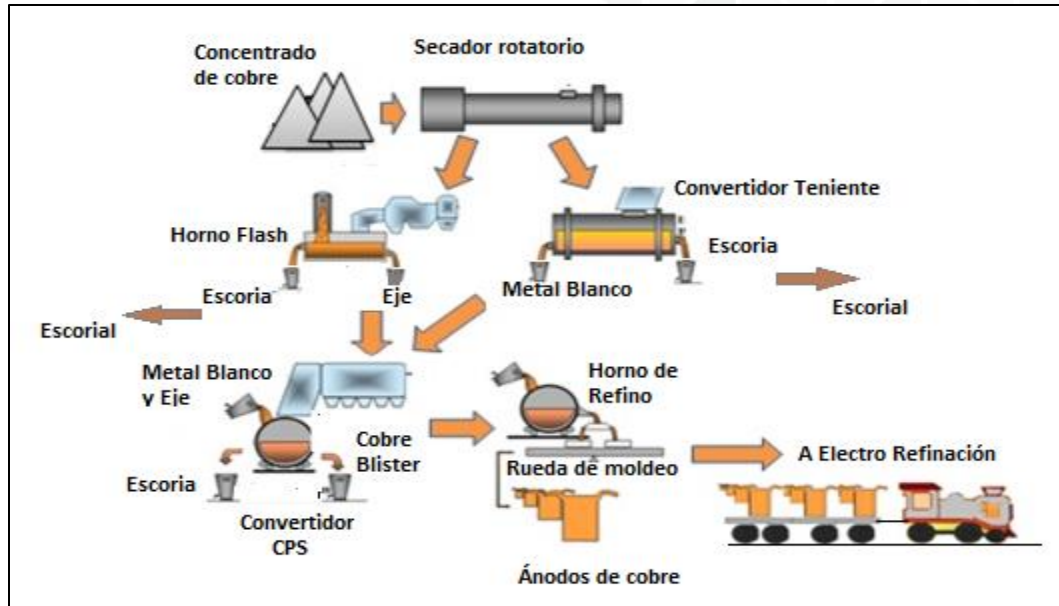 Concentrado
de cobre
Secador rotatorio
Convertidor Teniente
Horno Flash
Escoria
Escoria
Eje
Metal Blanco
Escorial
Escorial
Metal Blanco
y Eje
Horno de
Refino
Cobre
Blister
Rueda de moldeo
A Electro Refinación
Escoria
Convertidor
CPS
Ánodos de cobre